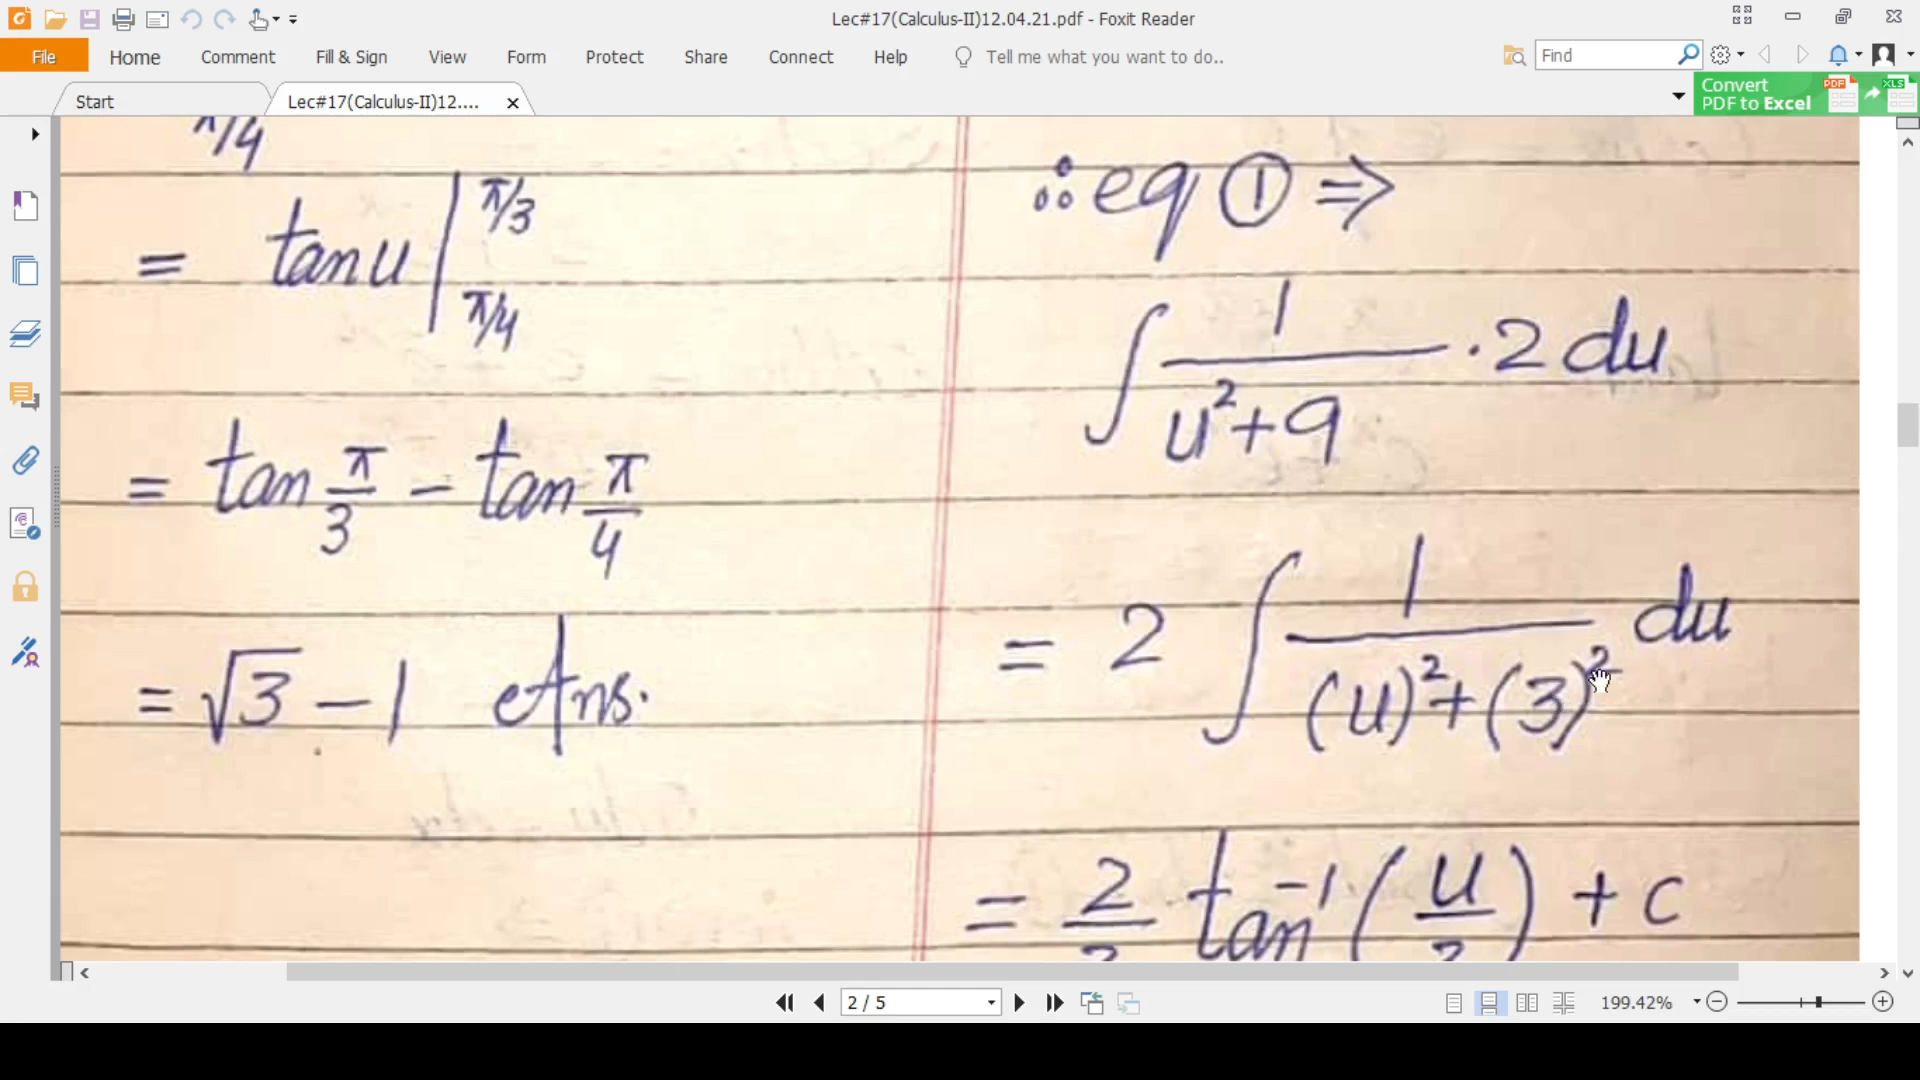 Lec#17(Calculus-II)12.04.21.pdf - Foxit Reader
File Home Comment Fill & Sign View Form Protect Share Connect Help Tell me what you want to do.. Find
Start Lec#17(Calculus-II)12....
Convert PDF to Excel
PDF XLS
π/4
= tan u | π/3
π/4
= tan π/3 - tan π/4
= √3 - 1 Ans.
∴ eq ① ⇒
∫ 1/(u²+9) · 2 du
= 2 ∫ 1/((u)²+(3)²) du
= 2/3 tan⁻¹(u/3) + c
2 / 5
199.42%